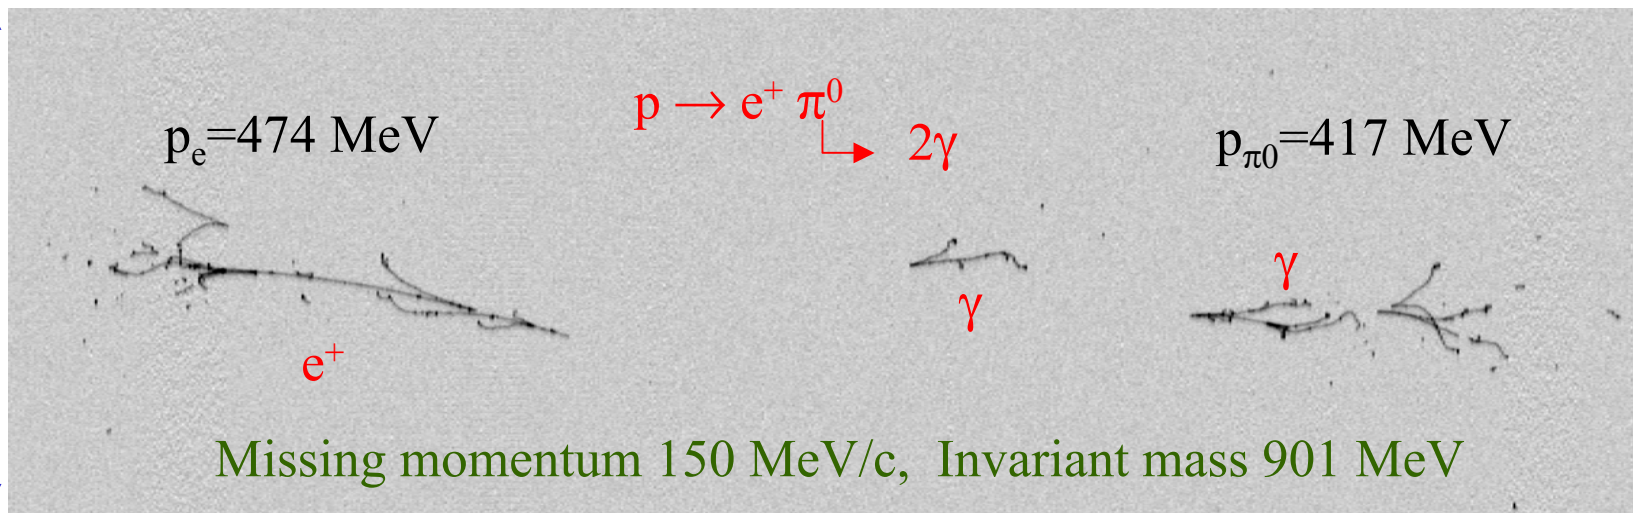 p → e⁺ π⁰
2γ
pₑ=474 MeV
p_π0=417 MeV
γ
γ
e⁺
Missing momentum 150 MeV/c, Invariant mass 901 MeV